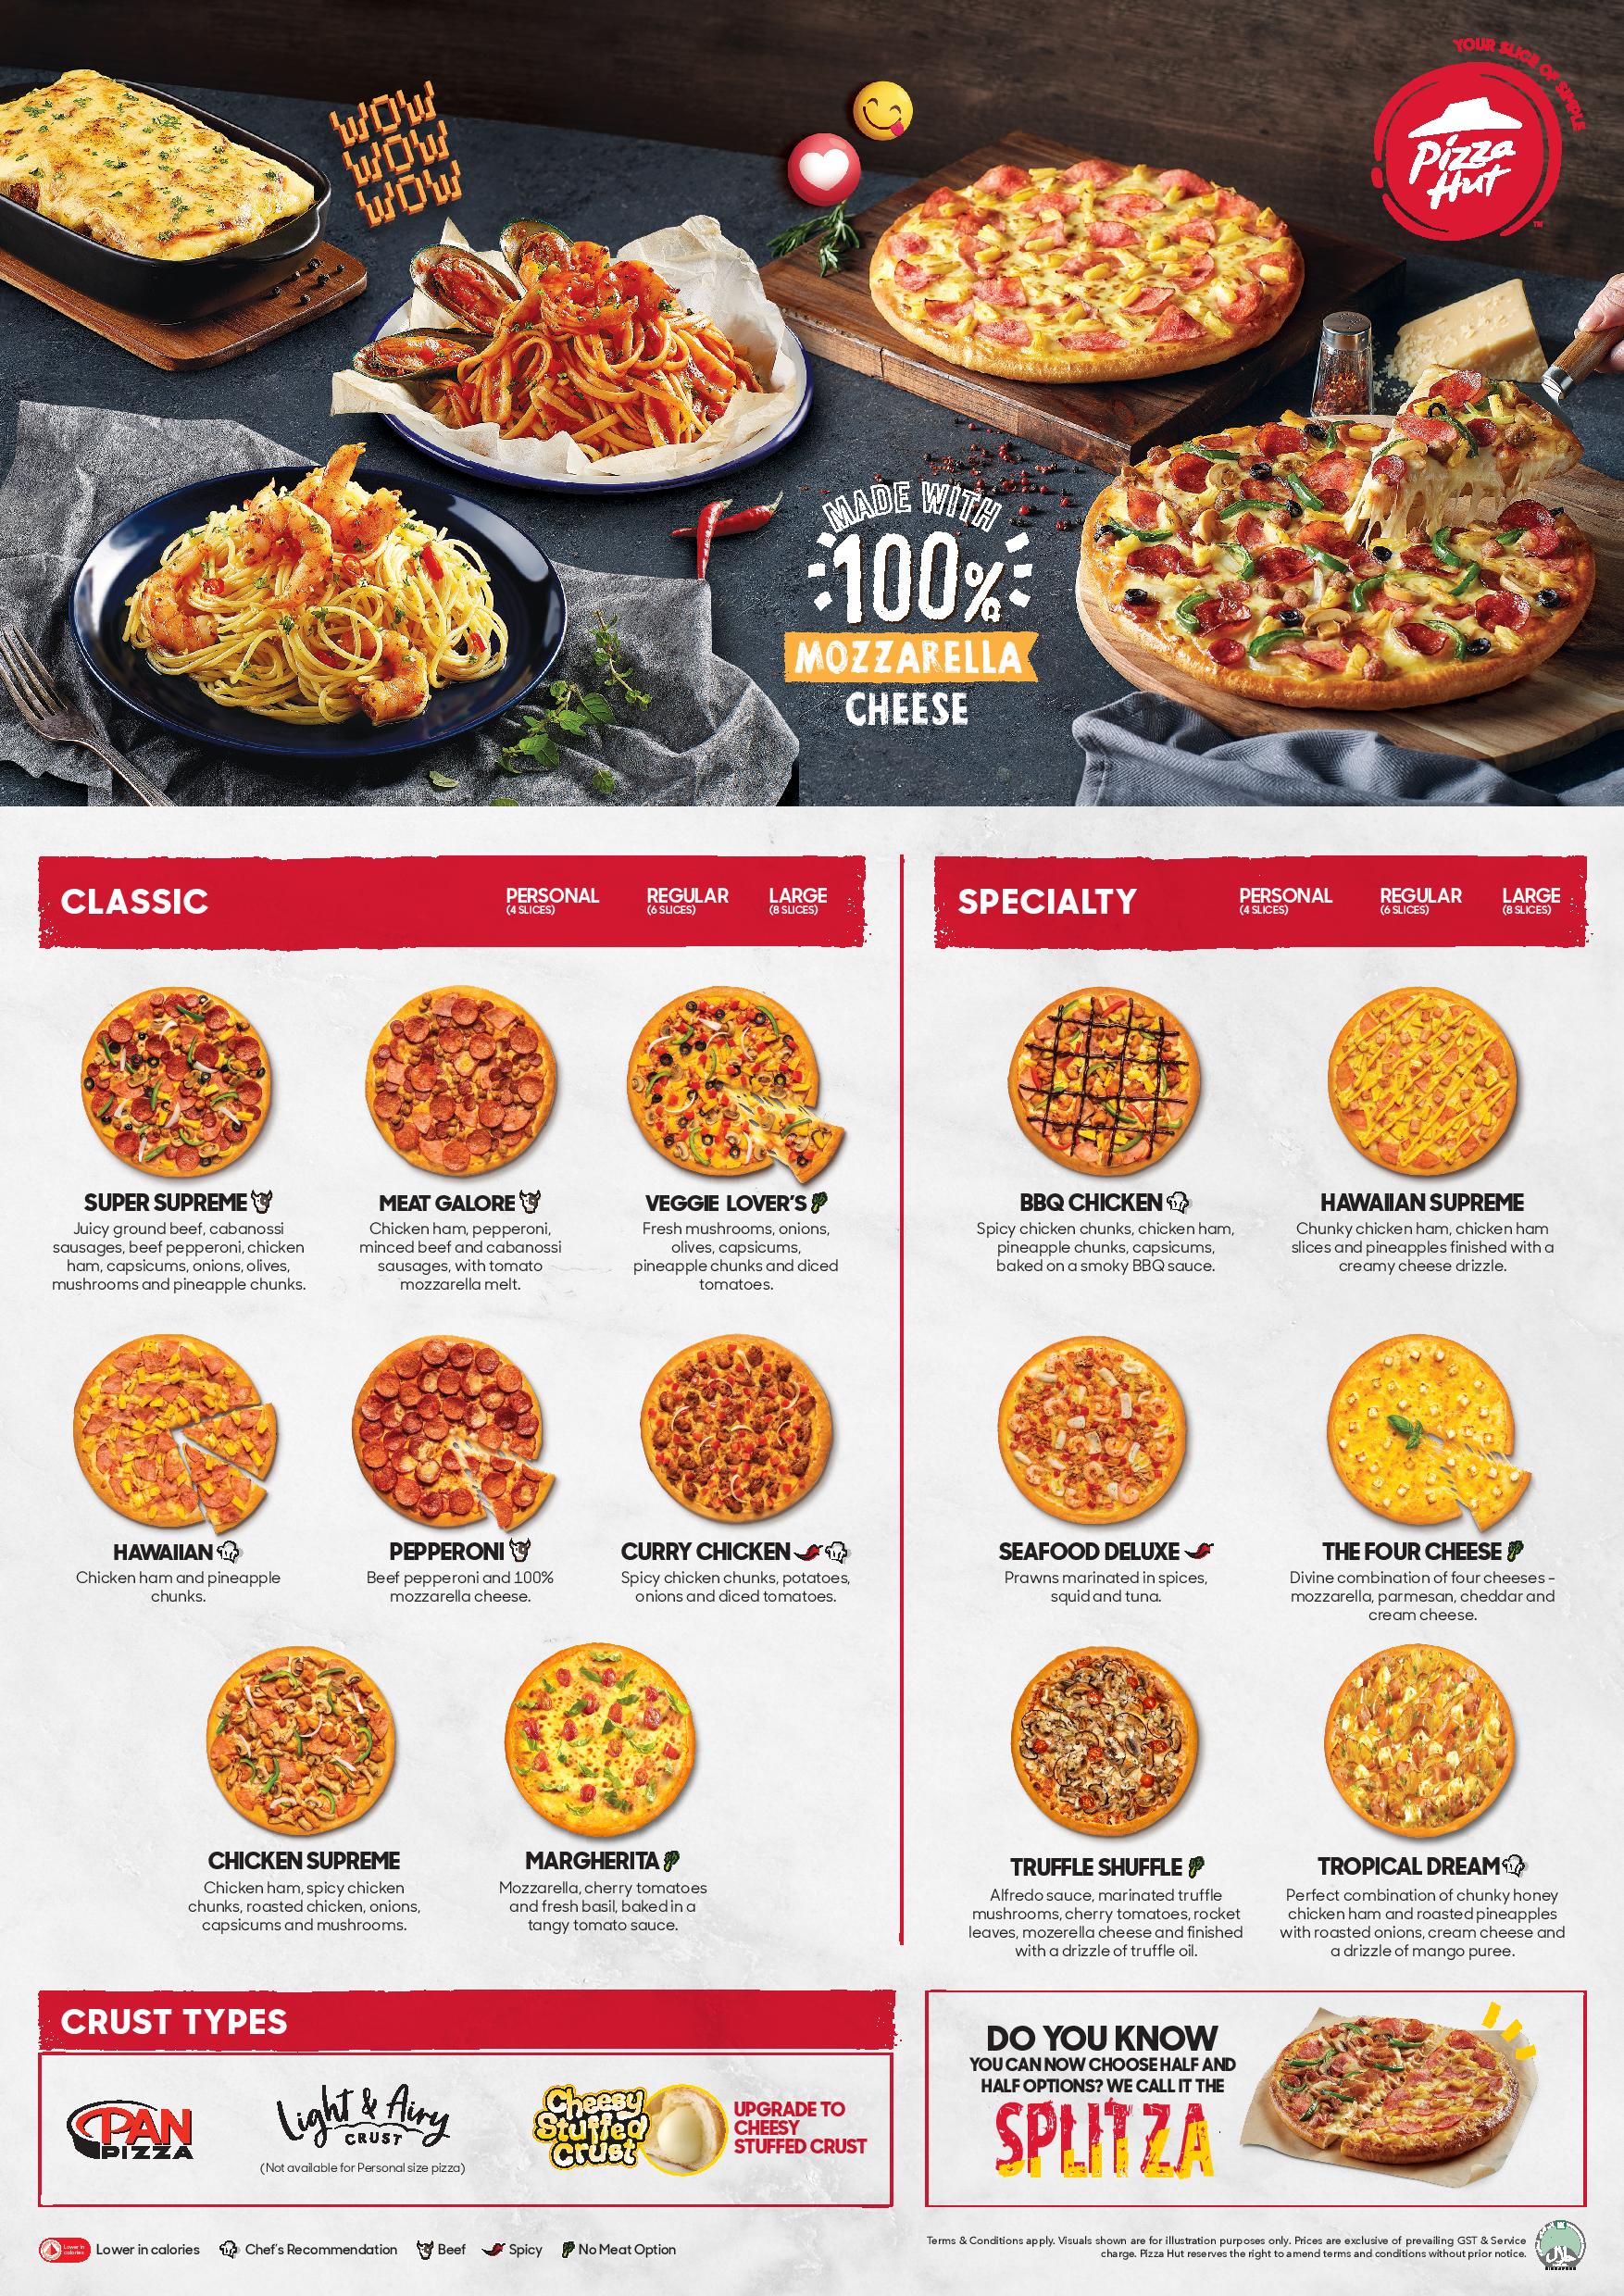 YOUR SLICE OF SIMPLE
Pizza
Hut
TM
WOW
WOW
WOW
MADE WITH
100%
MOZZARELLA
CHEESE
CLASSIC
PERSONAL
(4 SLICES)
REGULAR
(6 SLICES)
LARGE
(8 SLICES)
SUPER SUPREME
Juicy ground beef, cabanossi
sausages, beef pepperoni, chicken
ham, capsicums, onions, olives,
mushrooms and pineapple chunks.
MEAT GALORE
Chicken ham, pepperoni,
minced beef and cabanossi
sausages, with tomato
mozzarella melt.
VEGGIE LOVER'S
Fresh mushrooms, onions,
olives, capsicums,
pineapple chunks and diced
tomatoes.
HAWAIIAN
Chicken ham and pineapple
chunks.
PEPPERONI
Beef pepperoni and 100%
mozzarella cheese.
CURRY CHICKEN
Spicy chicken chunks, potatoes,
onions and diced tomatoes.
CHICKEN SUPREME
Chicken ham, spicy chicken
chunks, roasted chicken, onions,
capsicums and mushrooms.
MARGHERITA
Mozzarella, cherry tomatoes
and fresh basil, baked in a
tangy tomato sauce.
SPECIALTY
PERSONAL
(4 SLICES)
REGULAR
(6 SLICES)
LARGE
(8 SLICES)
BBQ CHICKEN
Spicy chicken chunks, chicken ham,
pineapple chunks, capsicums,
baked on a smoky BBQ sauce.
HAWAIIAN SUPREME
Chunky chicken ham, chicken ham
slices and pineapples finished with a
creamy cheese drizzle.
SEAFOOD DELUXE
Prawns marinated in spices,
squid and tuna.
THE FOUR CHEESE
Divine combination of four cheeses -
mozzarella, parmesan, cheddar and
cream cheese.
TRUFFLE SHUFFLE
Alfredo sauce, marinated truffle
mushrooms, cherry tomatoes, rocket
leaves, mozerella cheese and finished
with a drizzle of truffle oil.
TROPICAL DREAM
Perfect combination of chunky honey
chicken ham and roasted pineapples
with roasted onions, cream cheese and
a drizzle of mango puree.
CRUST TYPES
PAN
PIZZA
Light & Airy
CRUST
(Not available for Personal size pizza)
Cheesy
Stuffed
Crust
UPGRADE TO
CHEESY
STUFFED CRUST
DO YOU KNOW
YOU CAN NOW CHOOSE HALF AND
HALF OPTIONS? WE CALL IT THE
SPLITZA
Lower in calories
Lower in calories
Chef's Recommendation
Beef
Spicy
No Meat Option
Terms & Conditions apply. Visuals shown are for illustration purposes only. Prices are exclusive of prevailing GST & Service
charge. Pizza Hut reserves the right to amend terms and conditions without prior notice.